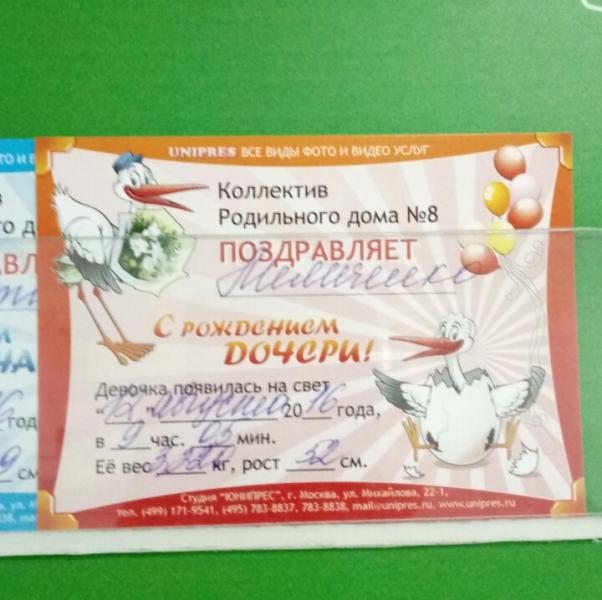 UNIPRES ВСЕ ВИДЫ ФОТО И ВИДЕО УСЛУГ
Коллектив
Родильного дома №8
ПОЗДРАВЛЯЕТ
С РОЖДЕНИЕМ
ДОЧЕРИ!
Девочка появилась на свет
"12" августа 2016 года,
в 9 час. 05 мин.
Её вес кг, рост 52 см.
Студия "ЮНИПРЕС", г. Москва. ул. Михайлова, 22-1,
тел. (499) 171-9541, (495) 783-8837, 783-8838, mail@unipres.ru, www.unipres.ru